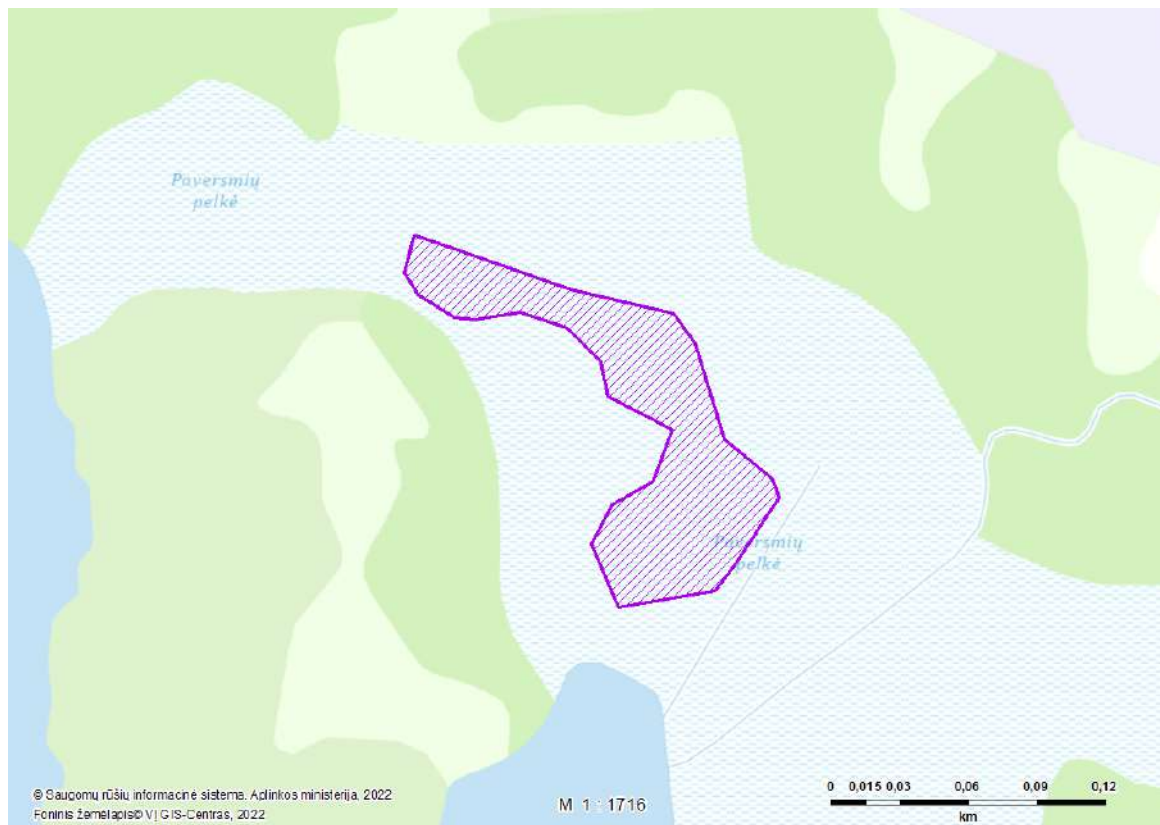 Paversmių
pelkė
Paversmių
pelkė
© Saugomų rūšių informacinė sistema. Aplinkos ministerija, 2022
Foninis žemėlapis© VĮ GIS-Centras, 2022
M 1 : 1716
0 0,015 0,03 0,06 0,09 0,12
km